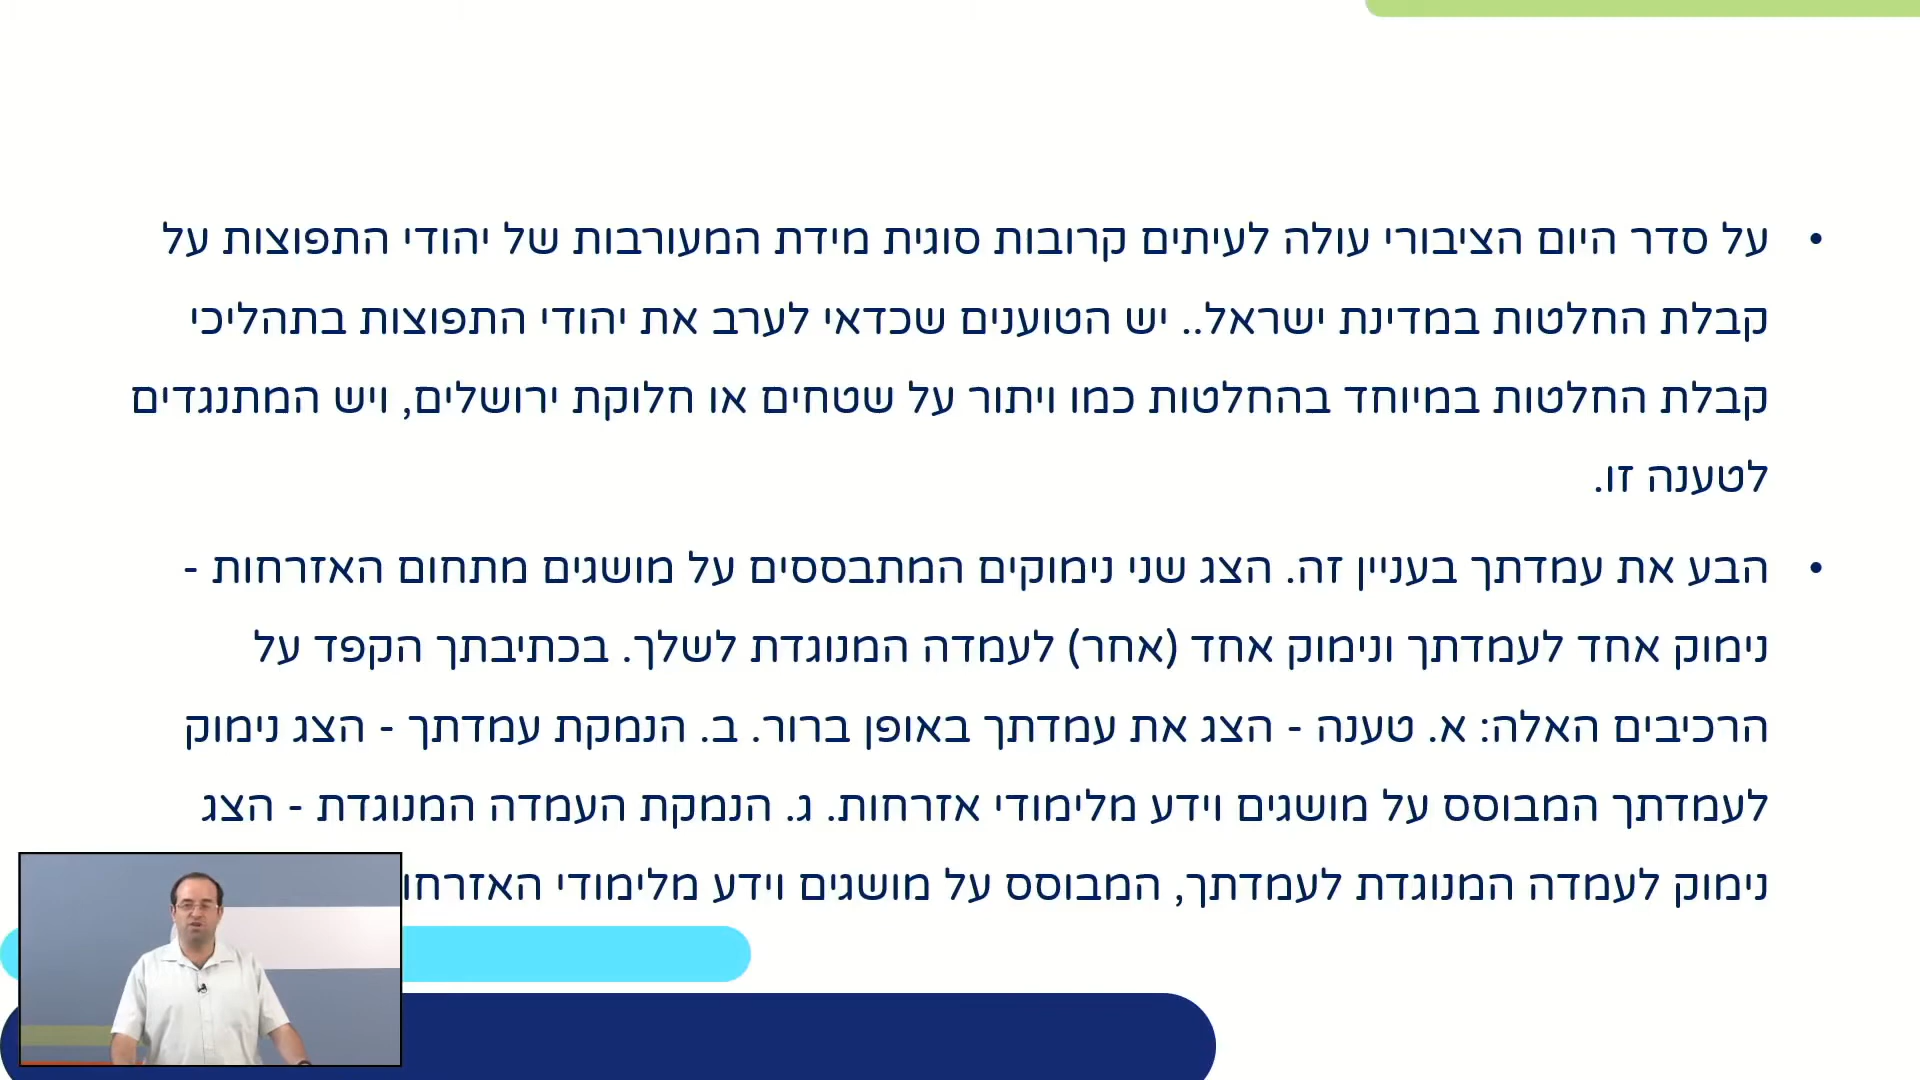 • על סדר היום הציבורי עולה לעיתים קרובות סוגית מידת המעורבות של יהודי התפוצות על
קבלת החלטות במדינת ישראל.. יש הטוענים שכדאי לערב את יהודי התפוצות בתהליכי
קבלת החלטות במיוחד בהחלטות כמו ויתור על שטחים או חלוקת ירושלים, ויש המתנגדים
לטענה זו.
• הבע את עמדתך בעניין זה. הצג שני נימוקים המתבססים על מושגים מתחום האזרחות -
נימוק אחד לעמדתך ונימוק אחד (אחר) לעמדה המנוגדת לשלך. בכתיבתך הקפד על
הרכיבים האלה: א. טענה - הצג את עמדתך באופן ברור. ב. הנמקת עמדתך - הצג נימוק
לעמדתך המבוסס על מושגים וידע מלימודי אזרחות. ג. הנמקת העמדה המנוגדת - הצג
נימוק לעמדה המנוגדת לעמדתך, המבוסס על מושגים וידע מלימודי